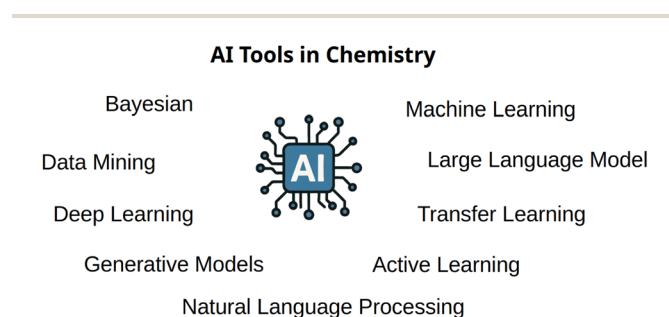 AI Tools in Chemistry
Bayesian
Machine Learning
AI
Data Mining
Large Language Model
Deep Learning
Transfer Learning
Generative Models
Active Learning
Natural Language Processing